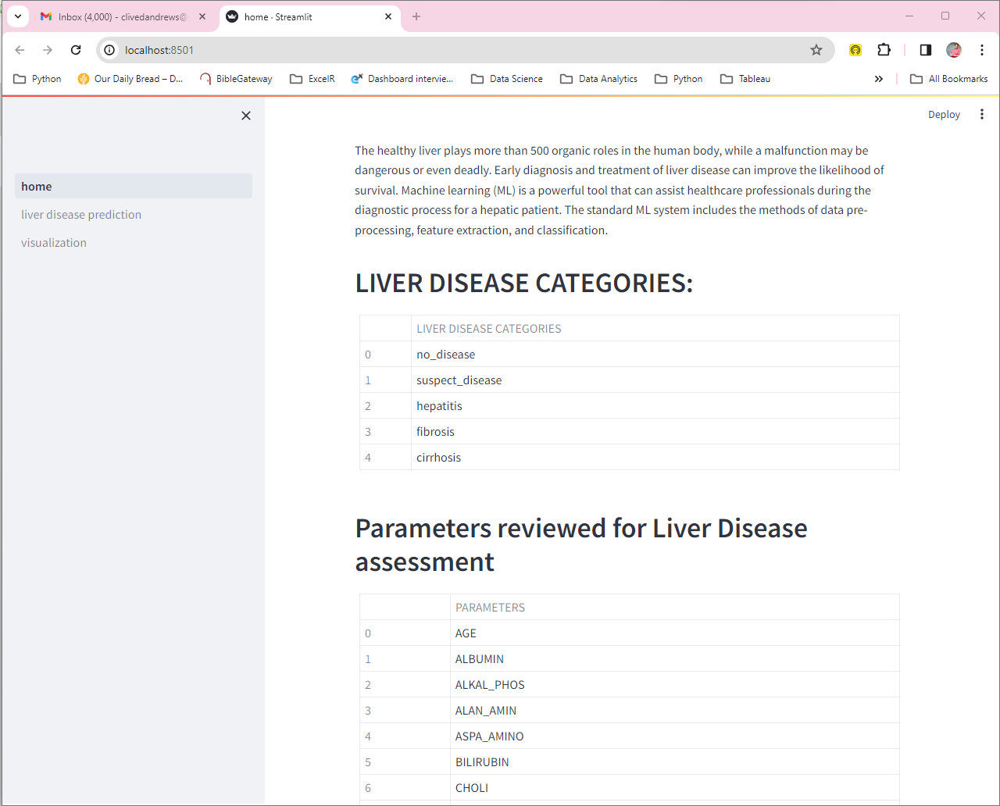 Inbox (4,000) - clivedandrews@
home · Streamlit
localhost:8501
Python
Our Daily Bread – D...
BibleGateway
ExcelR
Dashboard intervie...
Data Science
Data Analytics
Python
Tableau
All Bookmarks
Deploy
home
liver disease prediction
visualization
The healthy liver plays more than 500 organic roles in the human body, while a malfunction may be
dangerous or even deadly. Early diagnosis and treatment of liver disease can improve the likelihood of
survival. Machine learning (ML) is a powerful tool that can assist healthcare professionals during the
diagnostic process for a hepatic patient. The standard ML system includes the methods of data pre-
processing, feature extraction, and classification.
LIVER DISEASE CATEGORIES:
LIVER DISEASE CATEGORIES
0 no_disease
1 suspect_disease
2 hepatitis
3 fibrosis
4 cirrhosis
Parameters reviewed for Liver Disease
assessment
PARAMETERS
0 AGE
1 ALBUMIN
2 ALKAL_PHOS
3 ALAN_AMIN
4 ASPA_AMINO
5 BILIRUBIN
6 CHOLI